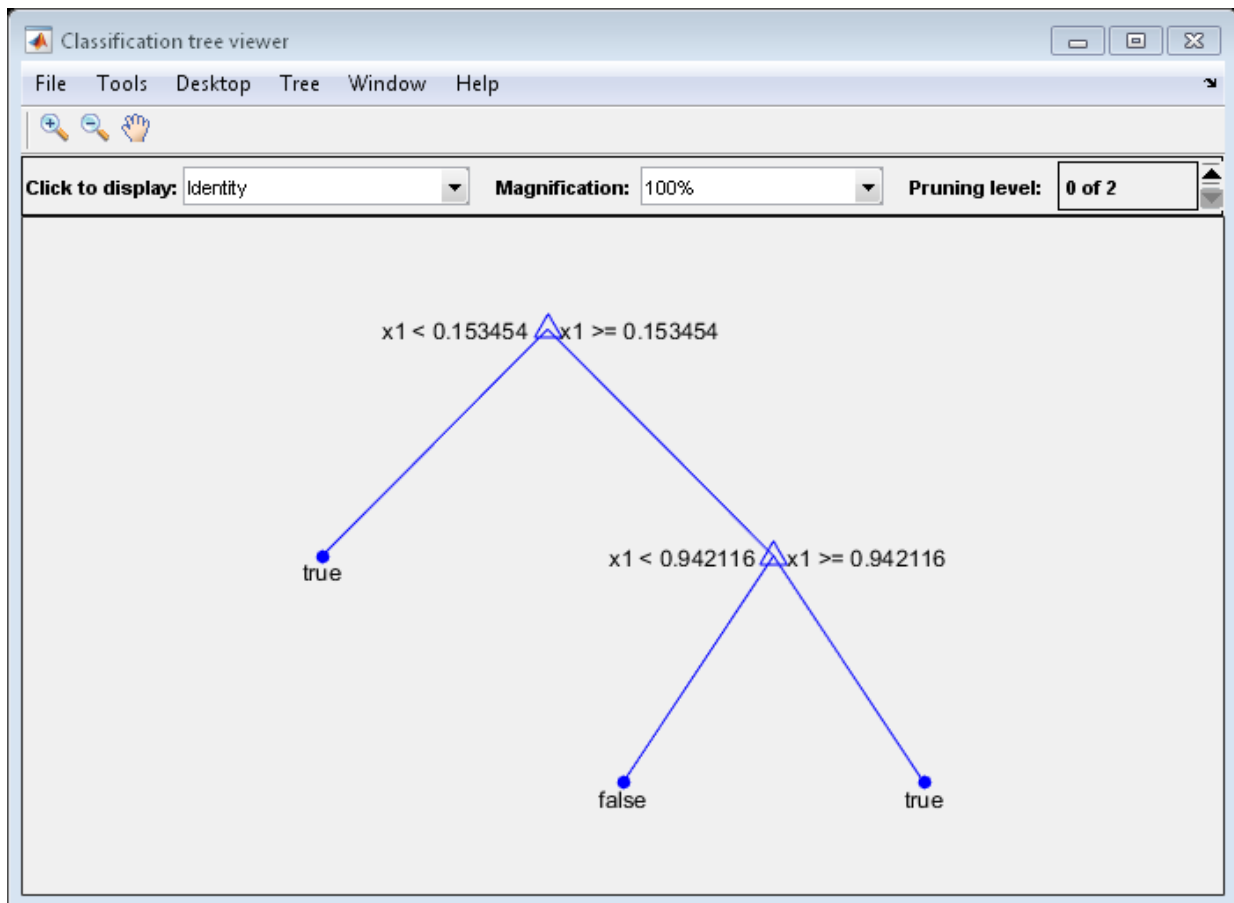 Classification tree viewer
File Tools Desktop Tree Window Help
Click to display: Identity Magnification: 100% Pruning level: 0 of 2
x1 < 0.153454 x1 >= 0.153454
true
x1 < 0.942116 x1 >= 0.942116
false true